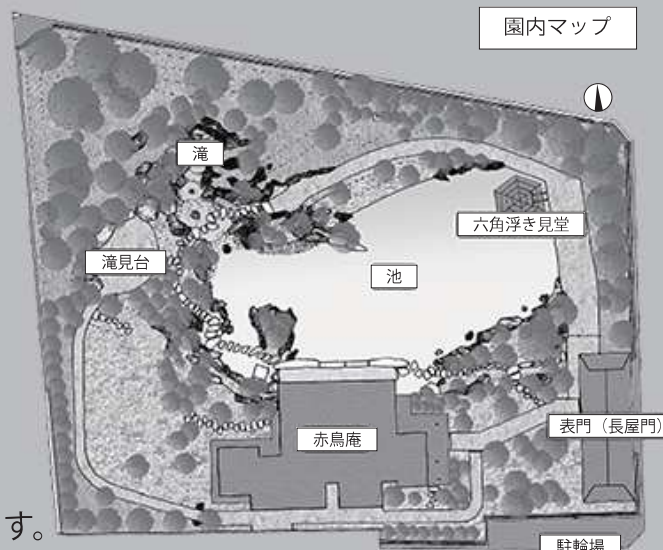 園内マップ
滝
六角浮き見堂
滝見台
池
表門（長屋門）
赤鳥庵
す。
駐輪場